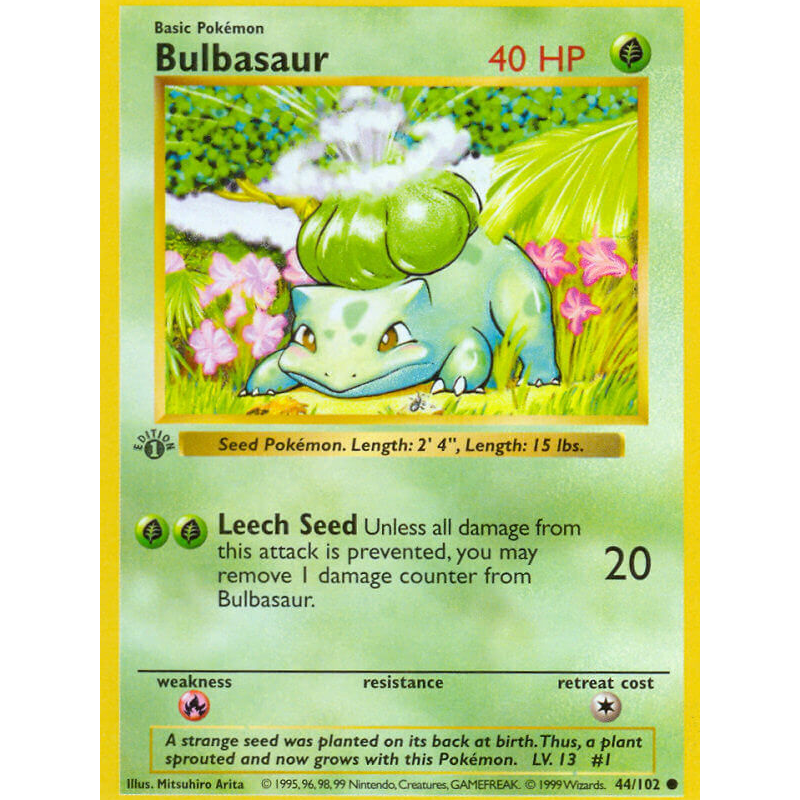 Basic Pokémon
Bulbasaur 40 HP
EDITION
1
Seed Pokémon. Length: 2' 4", Length: 15 lbs.
Leech Seed Unless all damage from
this attack is prevented, you may
remove 1 damage counter from
Bulbasaur.
20
weakness resistance retreat cost
A strange seed was planted on its back at birth. Thus, a plant
sprouted and now grows with this Pokémon. LV. 13 #1
Illus. Mitsuhiro Arita © 1995, 96, 98, 99 Nintendo, Creatures, GAMEFREAK. © 1999 Wizards. 44/102